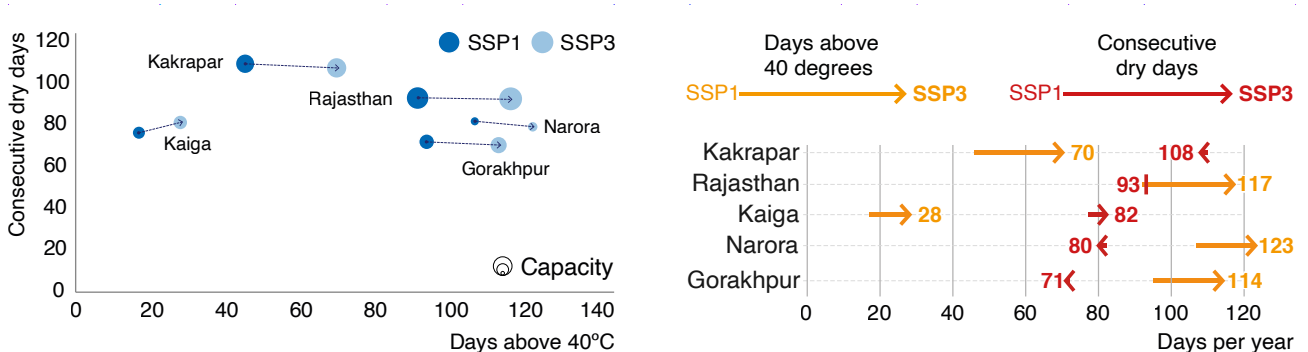 Consecutive dry days
120
100
80
60
40
20
0
0 20 40 60 80 100 120 140
Days above 40ºC
SSP1 SSP3
Kakrapar
Rajasthan
Narora
Kaiga
Gorakhpur
Capacity
Days above
40 degrees
SSP1 SSP3
Consecutive
dry days
SSP1 SSP3
Kakrapar 70 108
Rajasthan 93 117
Kaiga 28 82
Narora 80 123
Gorakhpur 71 114
0 20 40 60 80 100 120
Days per year